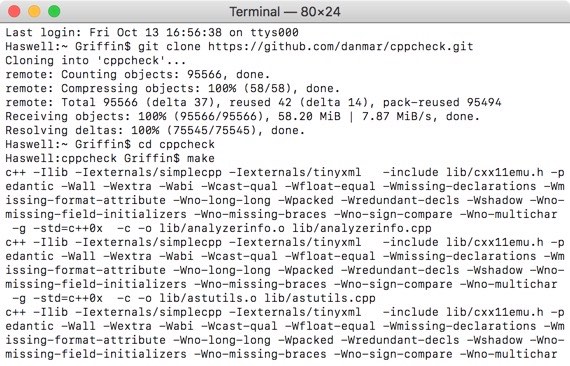 Terminal — 80×24
Last login: Fri Oct 13 16:56:38 on ttys000
Haswell:~ Griffin$ git clone https://github.com/danmar/cppcheck.git
Cloning into 'cppcheck'...
remote: Counting objects: 95566, done.
remote: Compressing objects: 100% (58/58), done.
remote: Total 95566 (delta 37), reused 42 (delta 14), pack-reused 95494
Receiving objects: 100% (95566/95566), 58.20 MiB | 7.87 MiB/s, done.
Resolving deltas: 100% (75545/75545), done.
Haswell:~ Griffin$ cd cppcheck
Haswell:cppcheck Griffin$ make
c++ -Ilib -Iexternals/simplecpp -Iexternals/tinyxml   -include lib/cxx11emu.h -p
edantic -Wall -Wextra -Wabi -Wcast-qual -Wfloat-equal -Wmissing-declarations -Wm
issing-format-attribute -Wno-long-long -Wpacked -Wredundant-decls -Wshadow -Wno-
missing-field-initializers -Wno-missing-braces -Wno-sign-compare -Wno-multichar
 -g -std=c++0x  -c -o lib/analyzerinfo.o lib/analyzerinfo.cpp
c++ -Ilib -Iexternals/simplecpp -Iexternals/tinyxml   -include lib/cxx11emu.h -p
edantic -Wall -Wextra -Wabi -Wcast-qual -Wfloat-equal -Wmissing-declarations -Wm
issing-format-attribute -Wno-long-long -Wpacked -Wredundant-decls -Wshadow -Wno-
missing-field-initializers -Wno-missing-braces -Wno-sign-compare -Wno-multichar
 -g -std=c++0x  -c -o lib/astutils.o lib/astutils.cpp
c++ -Ilib -Iexternals/simplecpp -Iexternals/tinyxml   -include lib/cxx11emu.h -p
edantic -Wall -Wextra -Wabi -Wcast-qual -Wfloat-equal -Wmissing-declarations -Wm
issing-format-attribute -Wno-long-long -Wpacked -Wredundant-decls -Wshadow -Wno-
missing-field-initializers -Wno-missing-braces -Wno-sign-compare -Wno-multichar